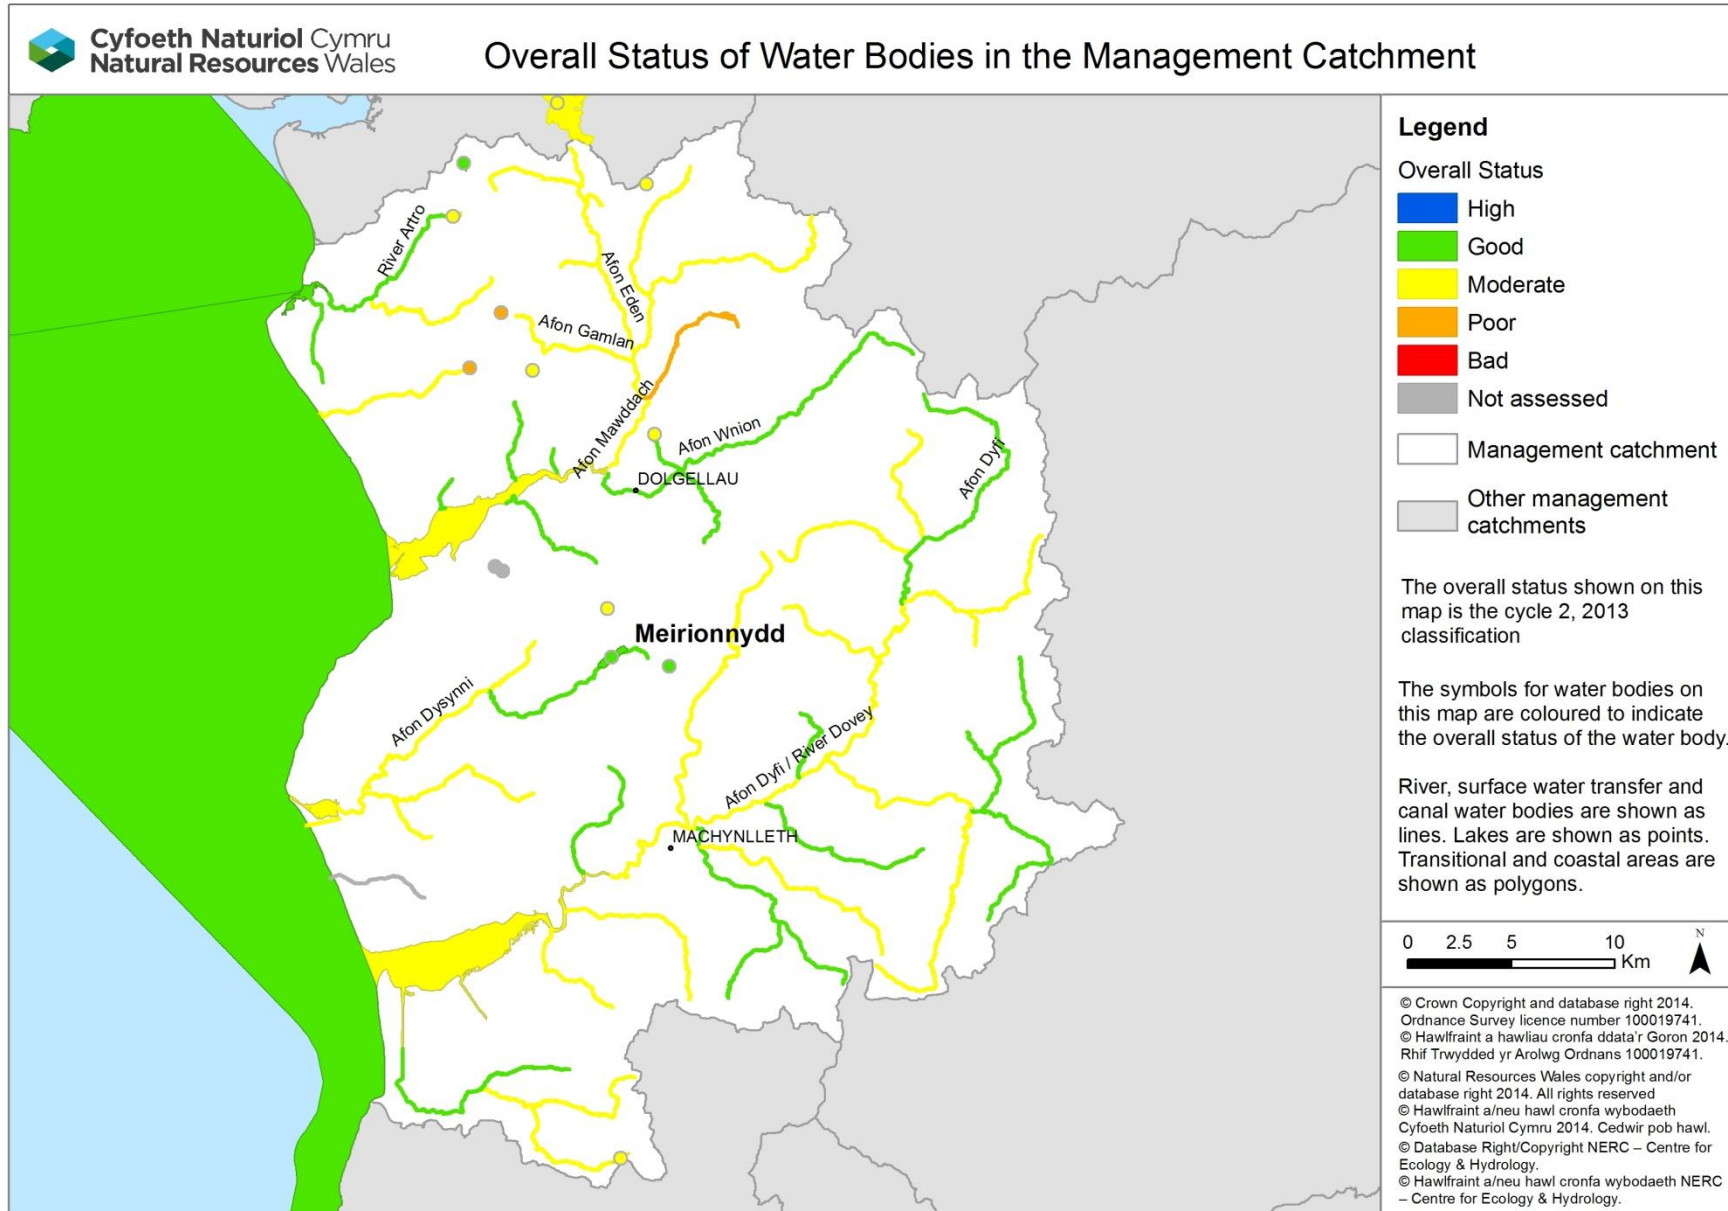 Cyfoeth Naturiol Cymru
Natural Resources Wales
Overall Status of Water Bodies in the Management Catchment
River Artro
Afon Eden
Afon Gamlan
Afon Mawddach
Afon Wnion
DOLGELLAU
Afon Dyfi
Meirionnydd
Afon Dysynni
Afon Dyfi / River Dovey
MACHYNLLETH
Legend
Overall Status
High
Good
Moderate
Poor
Bad
Not assessed
Management catchment
Other management
catchments
The overall status shown on this
map is the cycle 2, 2013
classification
The symbols for water bodies on
this map are coloured to indicate
the overall status of the water body.
River, surface water transfer and
canal water bodies are shown as
lines. Lakes are shown as points.
Transitional and coastal areas are
shown as polygons.
0 2.5 5 10
Km
N
© Crown Copyright and database right 2014.
Ordnance Survey licence number 100019741.
© Hawlfraint a hawliau cronfa ddata'r Goron 2014.
Rhif Trwydded yr Arolwg Ordnans 100019741.
© Natural Resources Wales copyright and/or
database right 2014. All rights reserved
© Hawlfraint a/neu hawl cronfa wybodaeth
Cyfoeth Naturiol Cymru 2014. Cedwir pob hawl.
© Database Right/Copyright NERC – Centre for
Ecology & Hydrology.
© Hawlfraint a/neu hawl cronfa wybodaeth NERC
– Centre for Ecology & Hydrology.